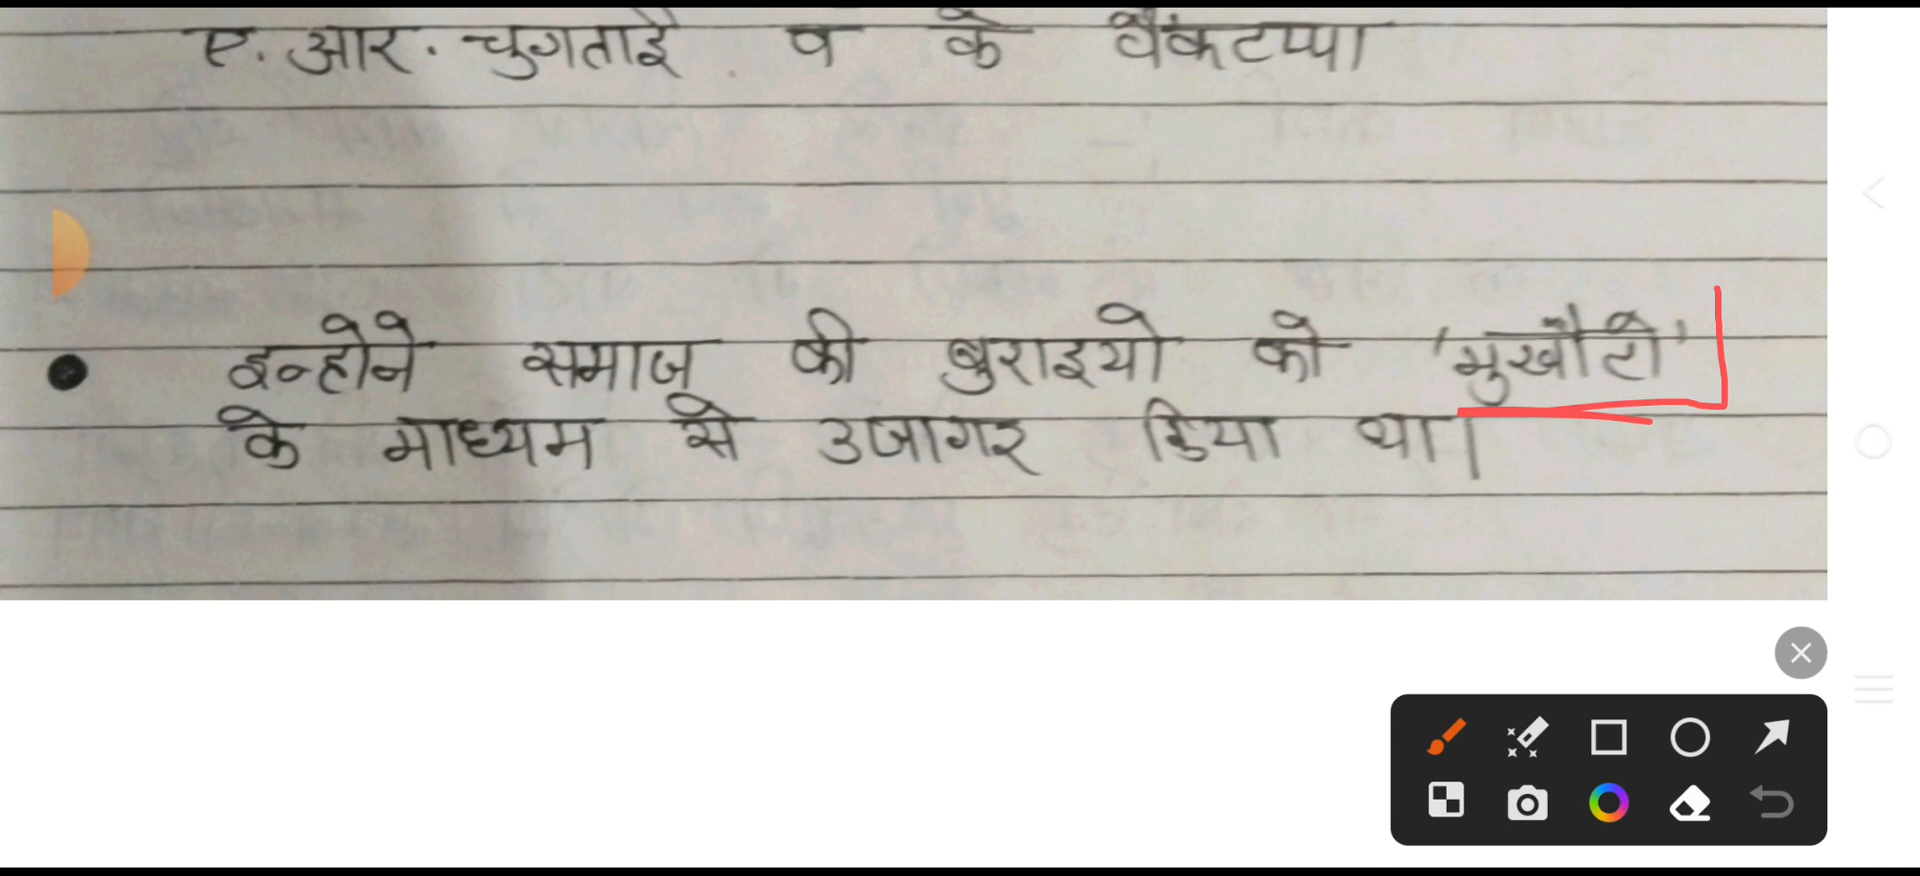 ए. आर. चुगताई व के वैंकटप्पा
इन्होने समाज की बुराइयो को 'मुखौटो'
के माध्यम से उजागर किया था।